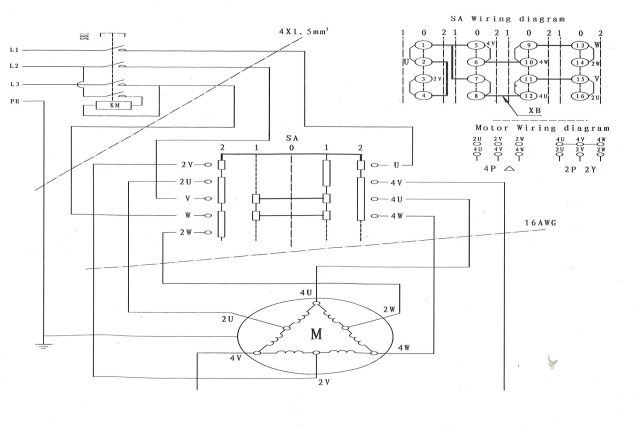 4X1.5mm²
SA Wiring diagram
1 0 2 1 0 2 1 0 2 1 0 2
1 5 4V 9 13 W
U 2 6 10 4W 14 2W
3 2V 7 11 15 V
4 8 12 4U 16 2U
XB
Motor Wiring diagram
2U 2V 2W 4U 4V 4W
4U 4V 4W 2U 2V 2W
4P △ 2P 2Y
L1
L2
L3
PE
KM
SA
2 1 0 1 2
2V U
2U 4V
V 4U
W 4W
2W
16AWG
4U
2U 2W
M
4V 4W
2V